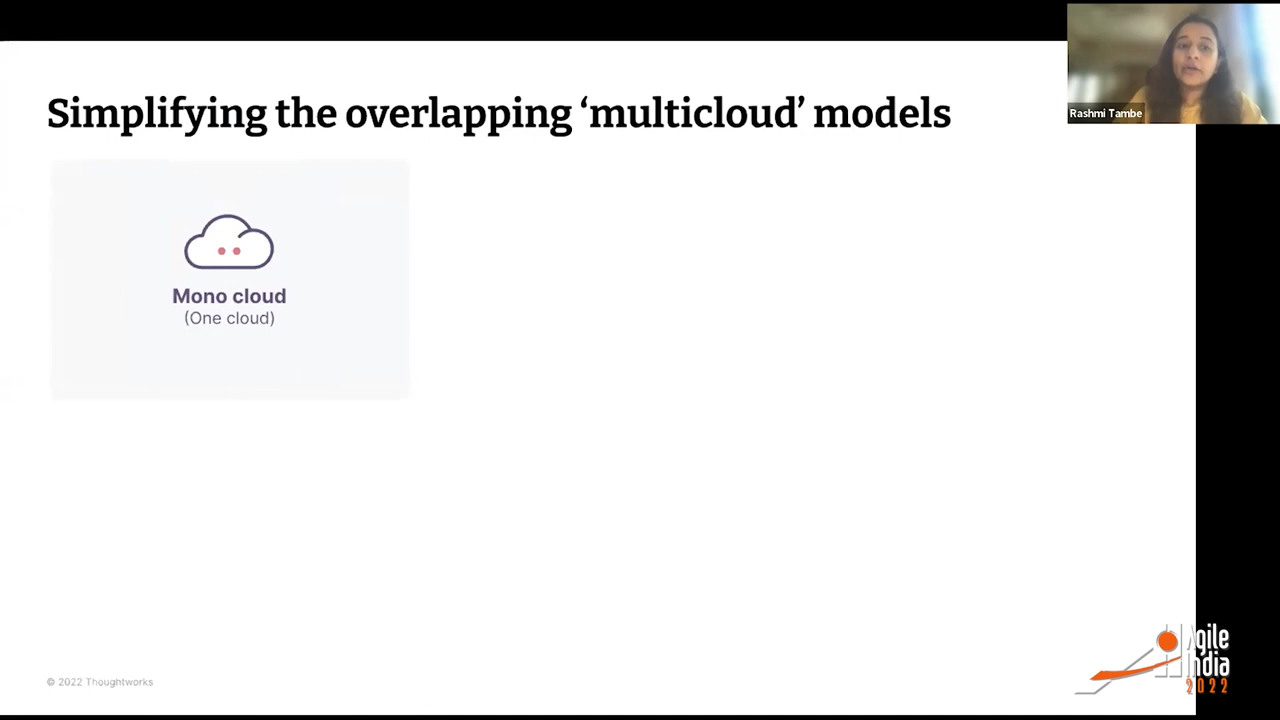 Simplifying the overlapping ‘multicloud’ models
Rashmi Tambe
Mono cloud
(One cloud)
© 2022 Thoughtworks
Agile
India
2022